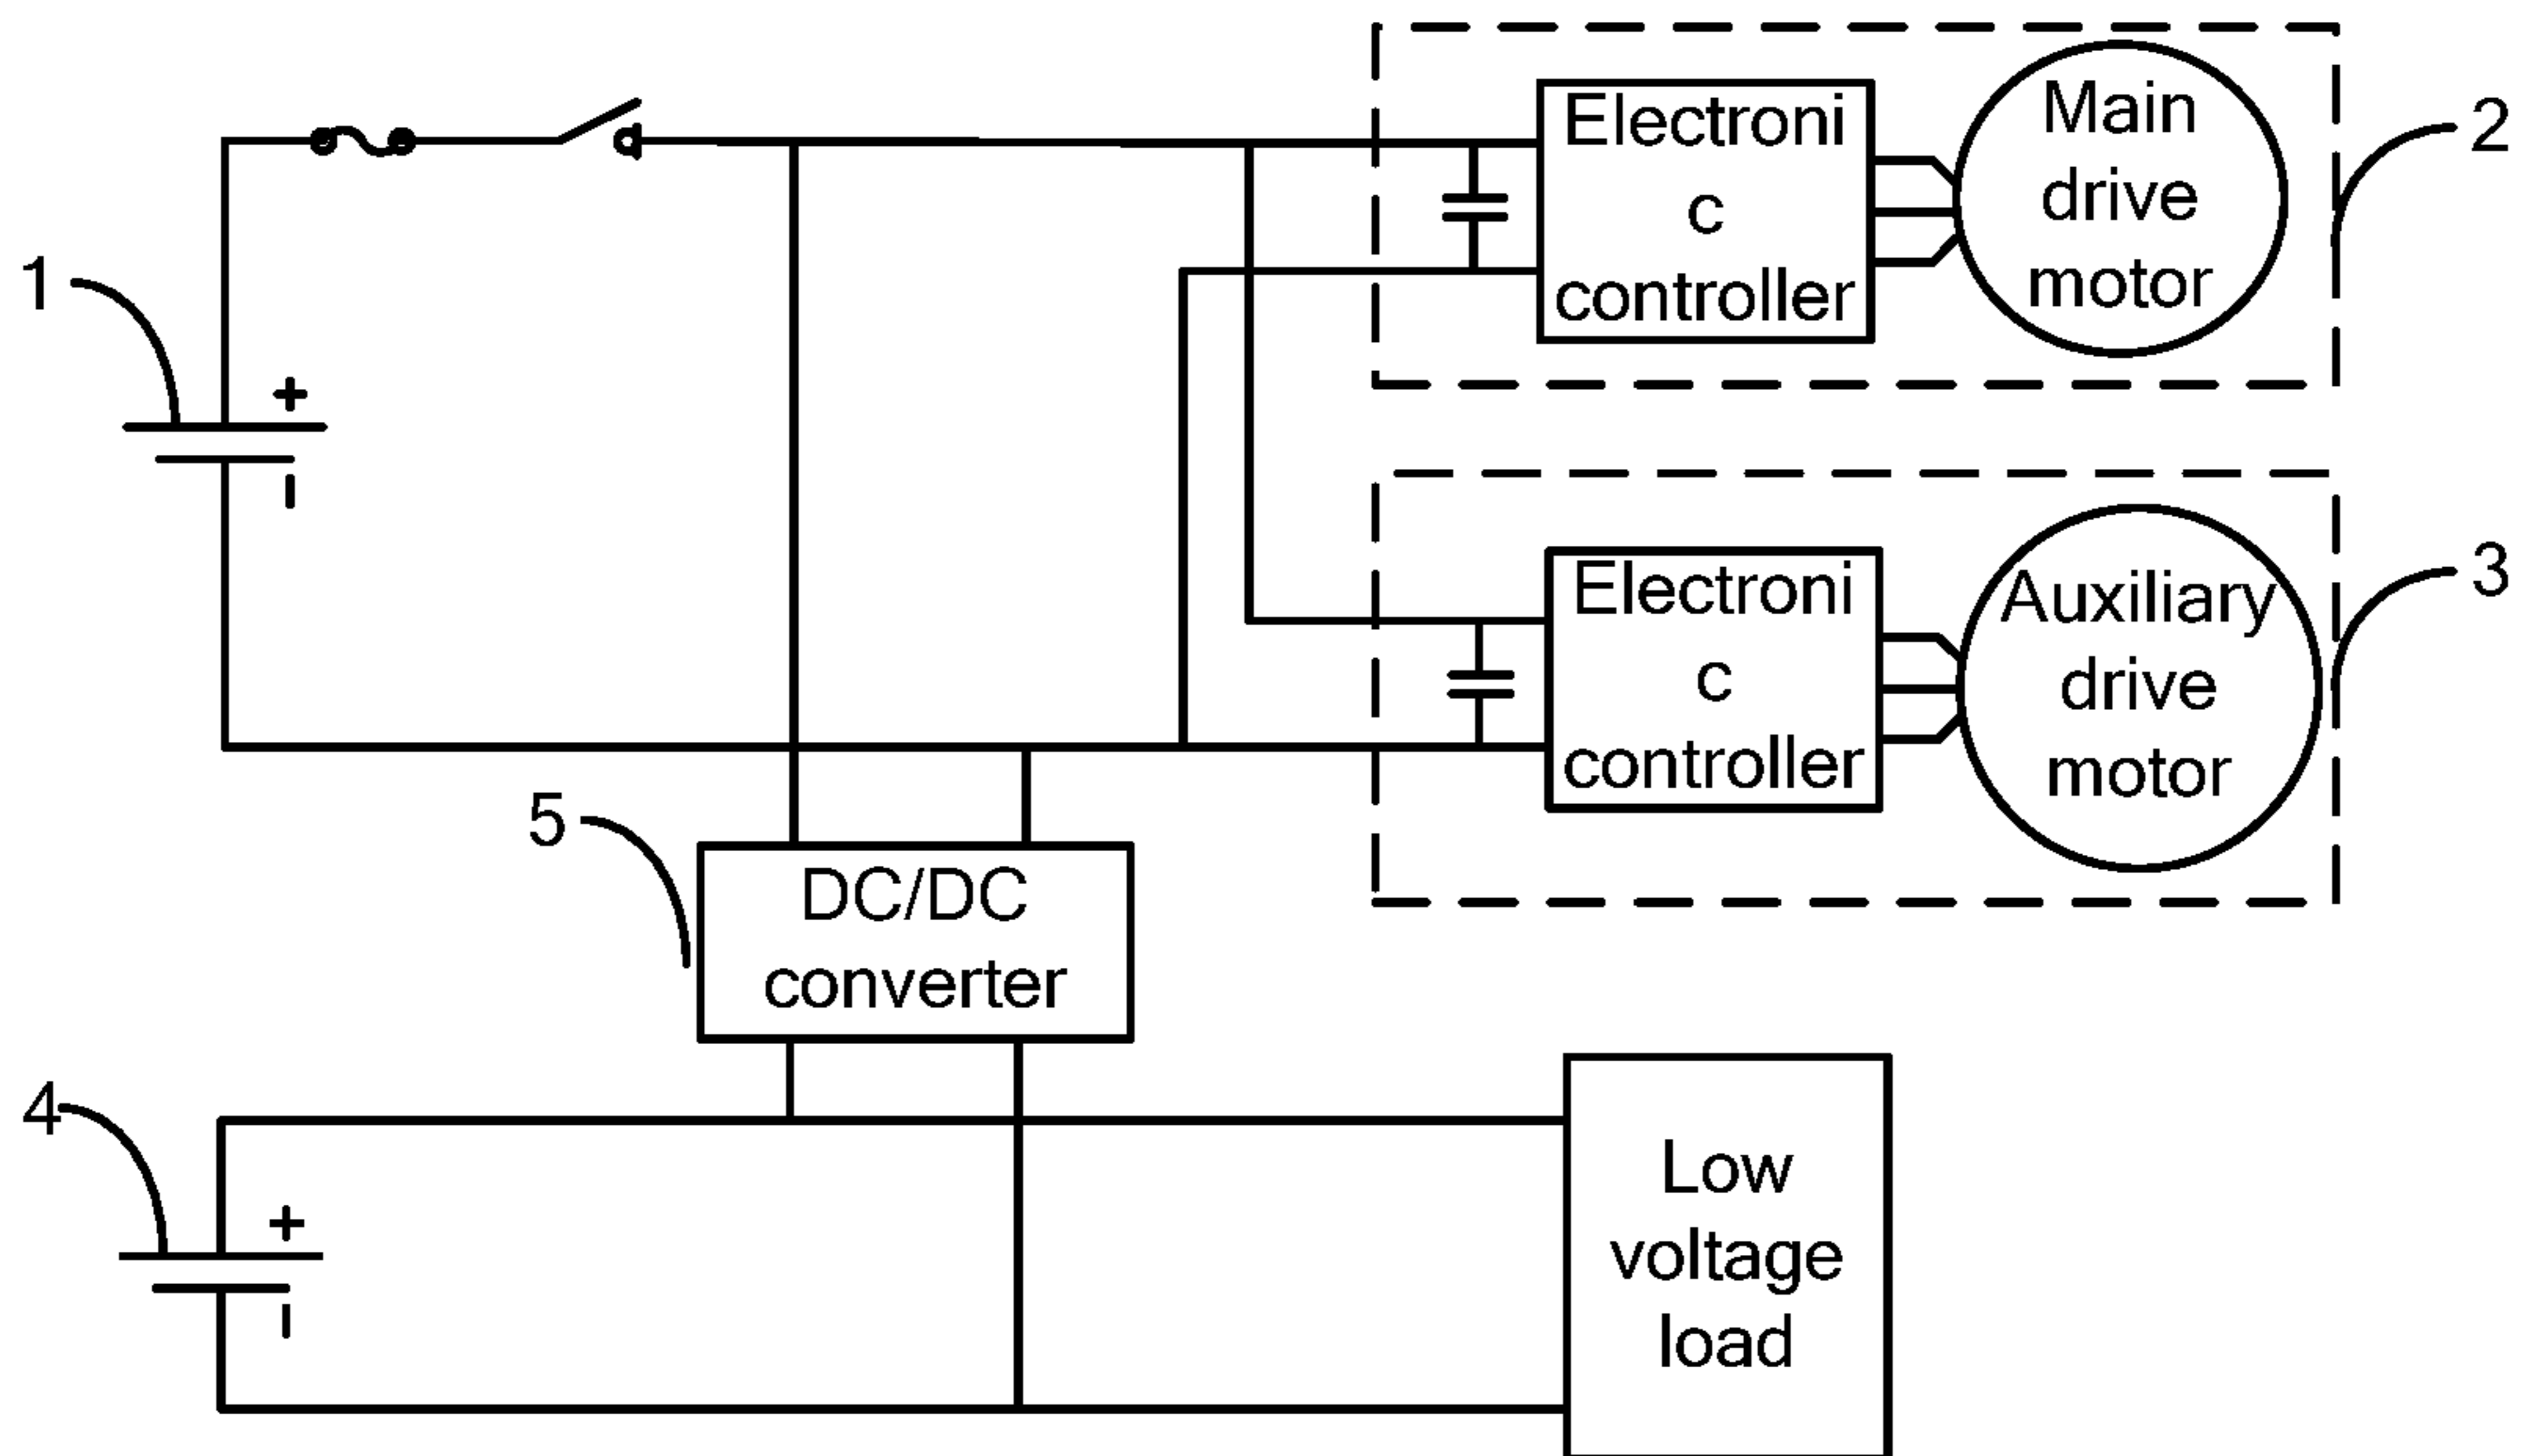 Electroni
c
controller
Main
drive
motor
2
1
+
−
Electroni
c
controller
Auxiliary
drive
motor
3
5
DC/DC
converter
4
+
−
Low
voltage
load